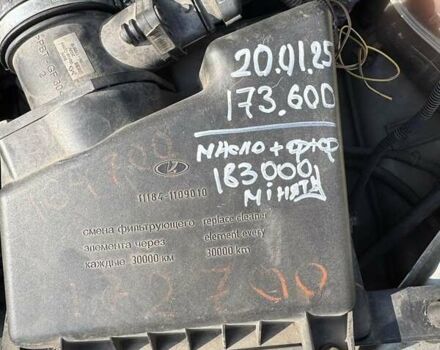 20.01.25
173.600
масло + ф+ф
183000
мінять
11184-1109010
смена фильтрующего replace cleaner
элемента через element every
каждые 30000 км 30000 km